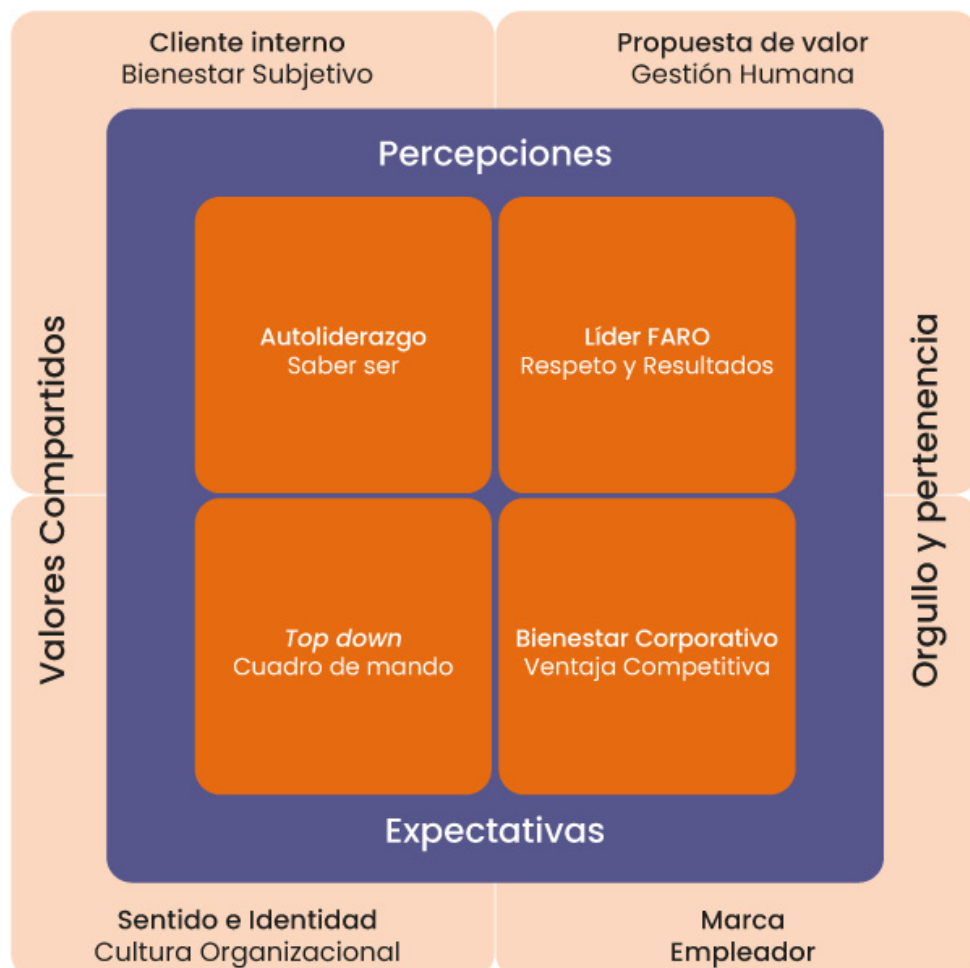 Cliente interno
Bienestar Subjetivo
Propuesta de valor
Gestión Humana
Percepciones
Valores Compartidos
Autoliderazgo
Saber ser
Líder FARO
Respeto y Resultados
Orgullo y pertenencia
Top down
Cuadro de mando
Bienestar Corporativo
Ventaja Competitiva
Expectativas
Sentido e Identidad
Cultura Organizacional
Marca
Empleador